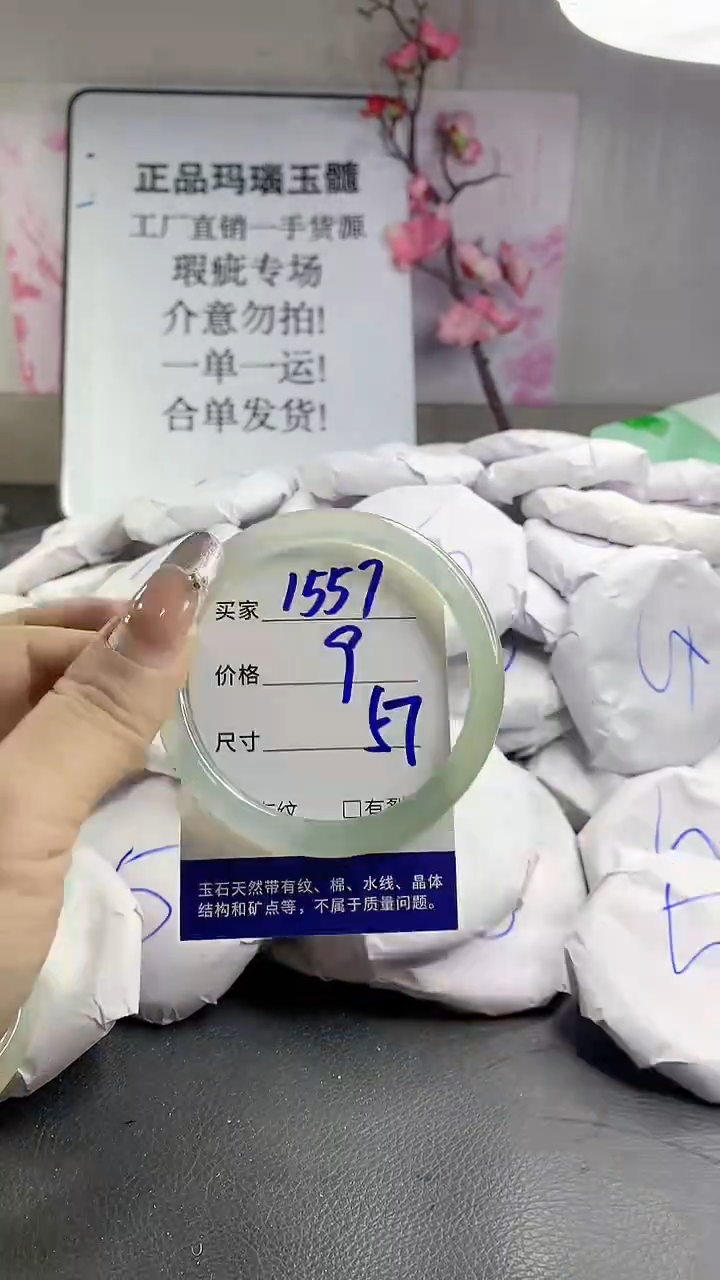 正品玛瑙玉髓
工厂直销一手货源
瑕疵专场
介意勿拍!
一单一运!
合单发货!
买家 1557
价格 9
尺寸 57
纹 □有裂
玉石天然带有纹、棉、水线、晶体
结构和矿点等，不属于质量问题。